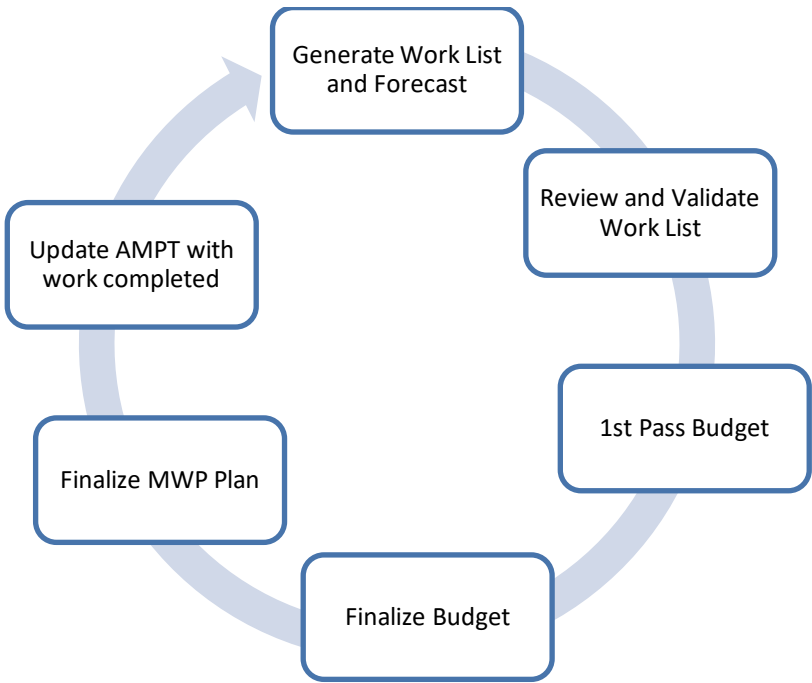 Generate Work List
and Forecast
Review and Validate
Work List
1st Pass Budget
Finalize Budget
Finalize MWP Plan
Update AMPT with
work completed